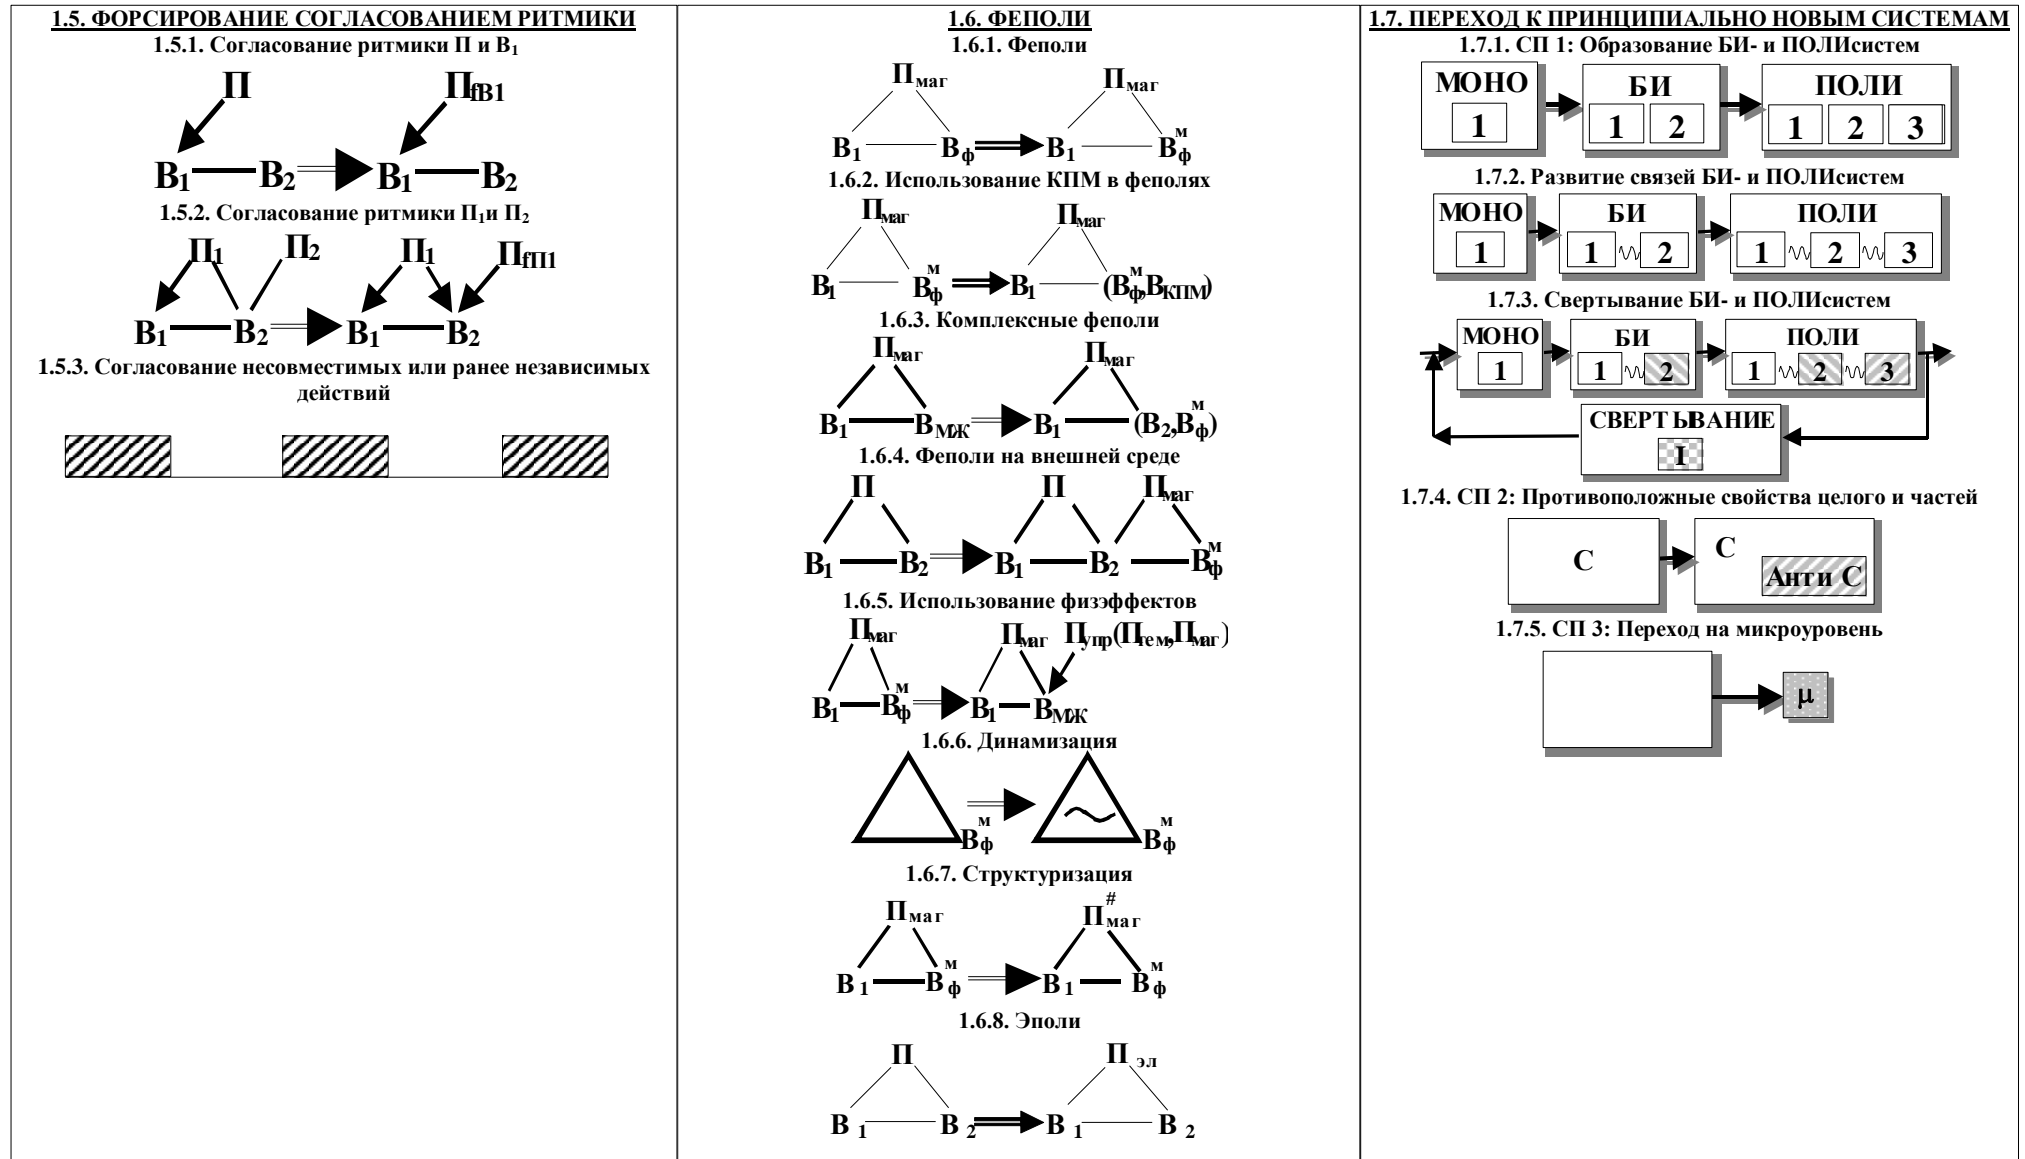 1.5. ФОРСИРОВАНИЕ СОГЛАСОВАНИЕМ РИТМИКИ
1.5.1. Согласование ритмики П и В1
П ПfВ1
В1 В2 В1 В2
1.5.2. Согласование ритмики П1и П2
П1 П2 П1 ПfП1
В1 В2 В1 В2
1.5.3. Согласование несовместимых или ранее независимых
действий
1.6. ФЕПОЛИ
1.6.1. Феполи
Пмаг Пмаг
В1 Вф В1 Вфм
1.6.2. Использование КПМ в феполях
Пмаг Пмаг
В1 Вфм В1 (Вфм,ВКПМ)
1.6.3. Комплексные феполи
Пмаг Пмаг
В1 ВМЖ В1 (В2,Вфм)
1.6.4. Феполи на внешней среде
П П Пмаг
В1 В2 В1 В2 Вфм
1.6.5. Использование физэффектов
Пмаг Пмаг Пупр(Птем,Пмаг)
В1 Вфм В1 ВМЖ
1.6.6. Динамизация
Вфм Вфм
1.6.7. Структуризация
Пмаг Пмаг#
В1 Вфм В1 Вфм
1.6.8. Эполи
П Пэл
В1 В2 В1 В2
1.7. ПЕРЕХОД К ПРИНЦИПИАЛЬНО НОВЫМ СИСТЕМАМ
1.7.1. СП 1: Образование БИ- и ПОЛИсистем
МОНО БИ ПОЛИ
1 1 2 1 2 3
1.7.2. Развитие связей БИ- и ПОЛИсистем
МОНО БИ ПОЛИ
1 1 2 1 2 3
1.7.3. Свертывание БИ- и ПОЛИсистем
МОНО БИ ПОЛИ
1 1 2 1 2 3
СВЕРТЫВАНИЕ
I
1.7.4. СП 2: Противоположные свойства целого и частей
С С
Анти С
1.7.5. СП 3: Переход на микроуровень
μ